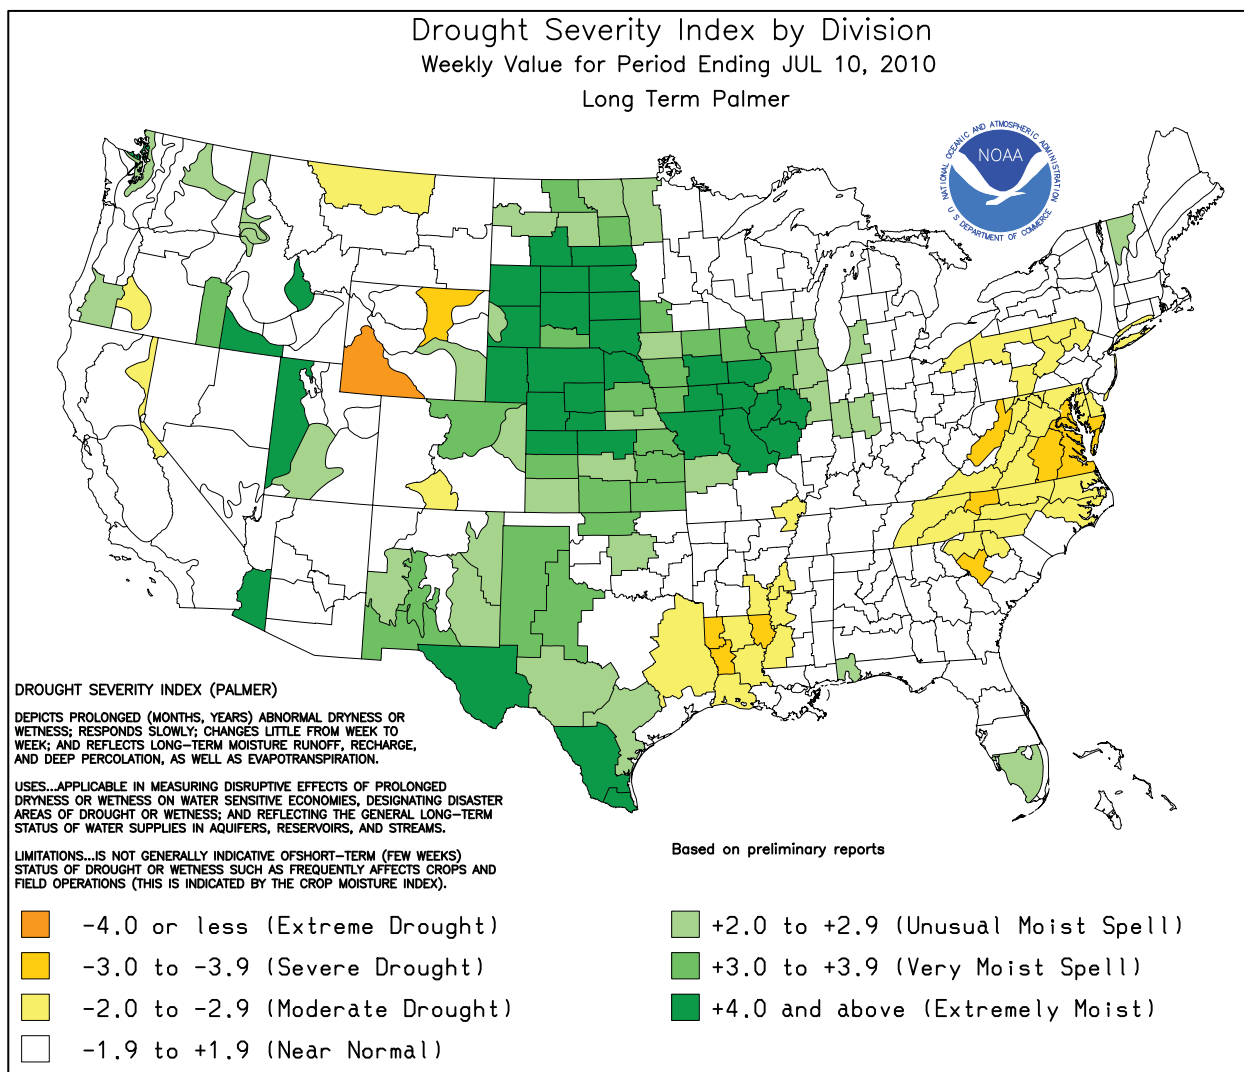 Drought Severity Index by Division
Weekly Value for Period Ending JUL 10, 2010
Long Term Palmer
NATIONAL OCEANIC AND ATMOSPHERIC ADMINISTRATION
NOAA
U S DEPARTMENT OF COMMERCE
DROUGHT SEVERITY INDEX (PALMER)
DEPICTS PROLONGED (MONTHS, YEARS) ABNORMAL DRYNESS OR
WETNESS; RESPONDS SLOWLY; CHANGES LITTLE FROM WEEK TO
WEEK; AND REFLECTS LONG-TERM MOISTURE RUNOFF, RECHARGE,
AND DEEP PERCOLATION, AS WELL AS EVAPOTRANSPIRATION.
USES...APPLICABLE IN MEASURING DISRUPTIVE EFFECTS OF PROLONGED
DRYNESS OR WETNESS ON WATER SENSITIVE ECONOMIES, DESIGNATING DISASTER
AREAS OF DROUGHT OR WETNESS; AND REFLECTING THE GENERAL LONG-TERM
STATUS OF WATER SUPPLIES IN AQUIFERS, RESERVOIRS, AND STREAMS.
LIMITATIONS...IS NOT GENERALLY INDICATIVE OFSHORT-TERM (FEW WEEKS)
STATUS OF DROUGHT OR WETNESS SUCH AS FREQUENTLY AFFECTS CROPS AND
FIELD OPERATIONS (THIS IS INDICATED BY THE CROP MOISTURE INDEX).
Based on preliminary reports
-4.0 or less (Extreme Drought)
-3.0 to -3.9 (Severe Drought)
-2.0 to -2.9 (Moderate Drought)
-1.9 to +1.9 (Near Normal)
+2.0 to +2.9 (Unusual Moist Spell)
+3.0 to +3.9 (Very Moist Spell)
+4.0 and above (Extremely Moist)